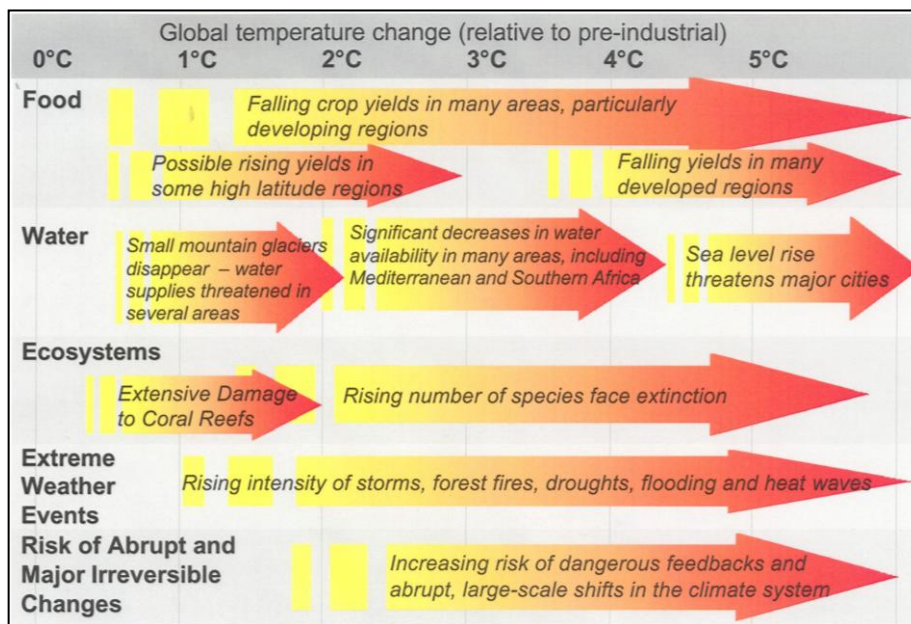 Global temperature change (relative to pre-industrial)
0°C 1°C 2°C 3°C 4°C 5°C
Food
Falling crop yields in many areas, particularly
developing regions
Possible rising yields in
some high latitude regions
Falling yields in many
developed regions
Water
Small mountain glaciers
disappear – water
supplies threatened in
several areas
Significant decreases in water
availability in many areas, including
Mediterranean and Southern Africa
Sea level rise
threatens major cities
Ecosystems
Extensive Damage
to Coral Reefs
Rising number of species face extinction
Extreme
Weather
Events
Rising intensity of storms, forest fires, droughts, flooding and heat waves
Risk of Abrupt and
Major Irreversible
Changes
Increasing risk of dangerous feedbacks and
abrupt, large-scale shifts in the climate system